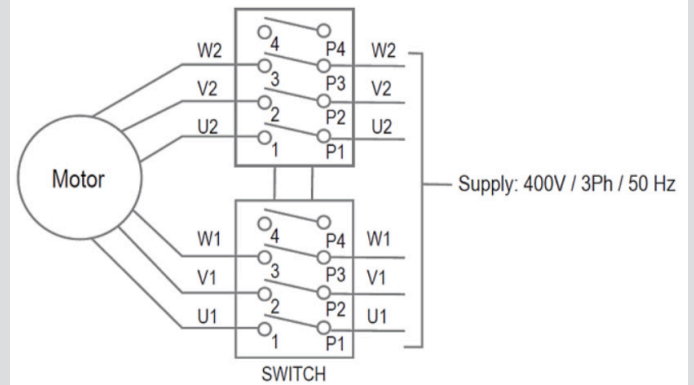 4
W2 P4 W2
3
V2 P3 V2
2
U2 P2 U2
1
P1
Motor
Supply: 400V / 3Ph / 50 Hz
4
W1 P4 W1
3
V1 P3 V1
2
U1 P2 U1
1
P1
SWITCH